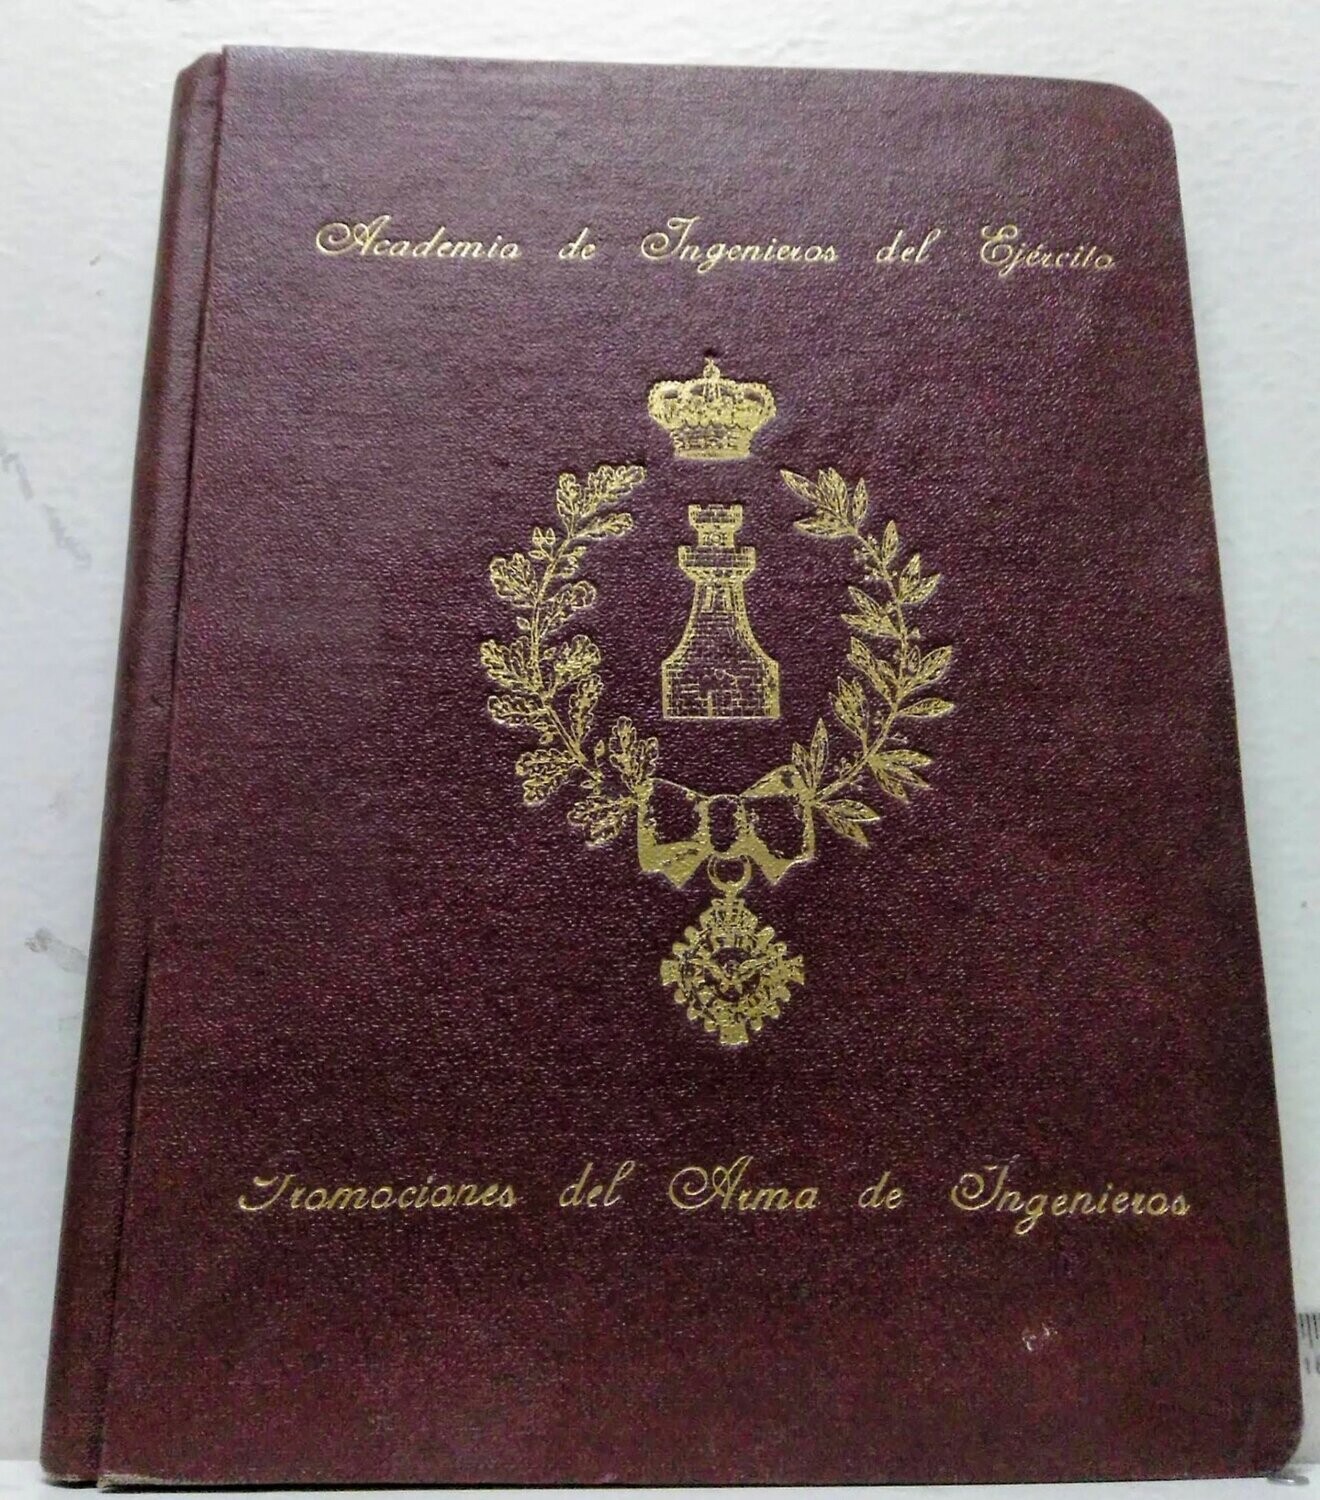 Academia de Ingenieros del Ejército
Promociones del Arma de Ingenieros